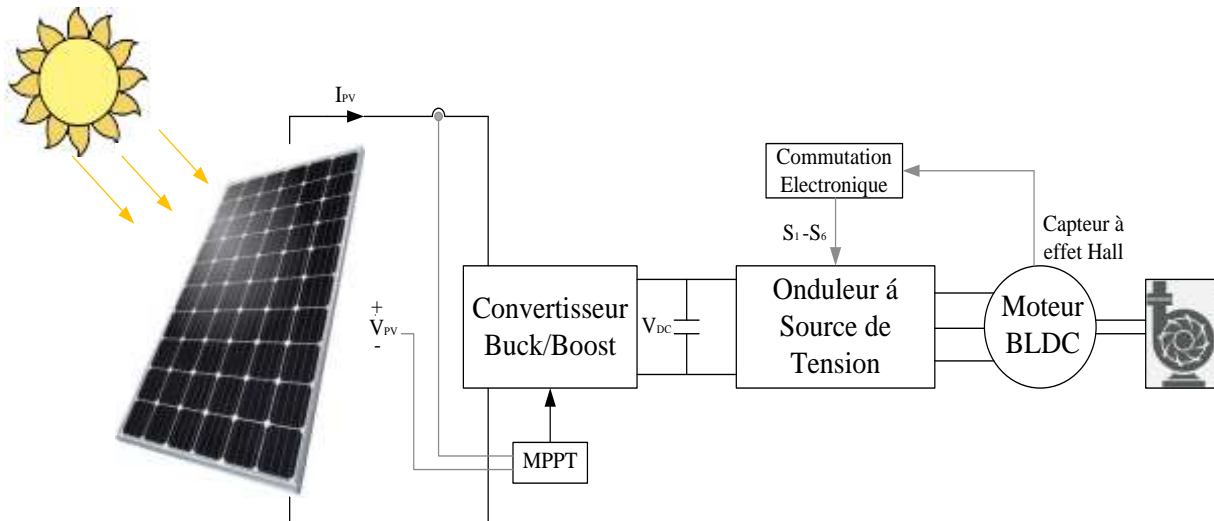 IPV
Commutation
Electronique
S1-S6
Capteur à
effet Hall
+
VPV
-
Convertisseur
Buck/Boost
VDC
Onduleur á
Source de
Tension
Moteur
BLDC
MPPT